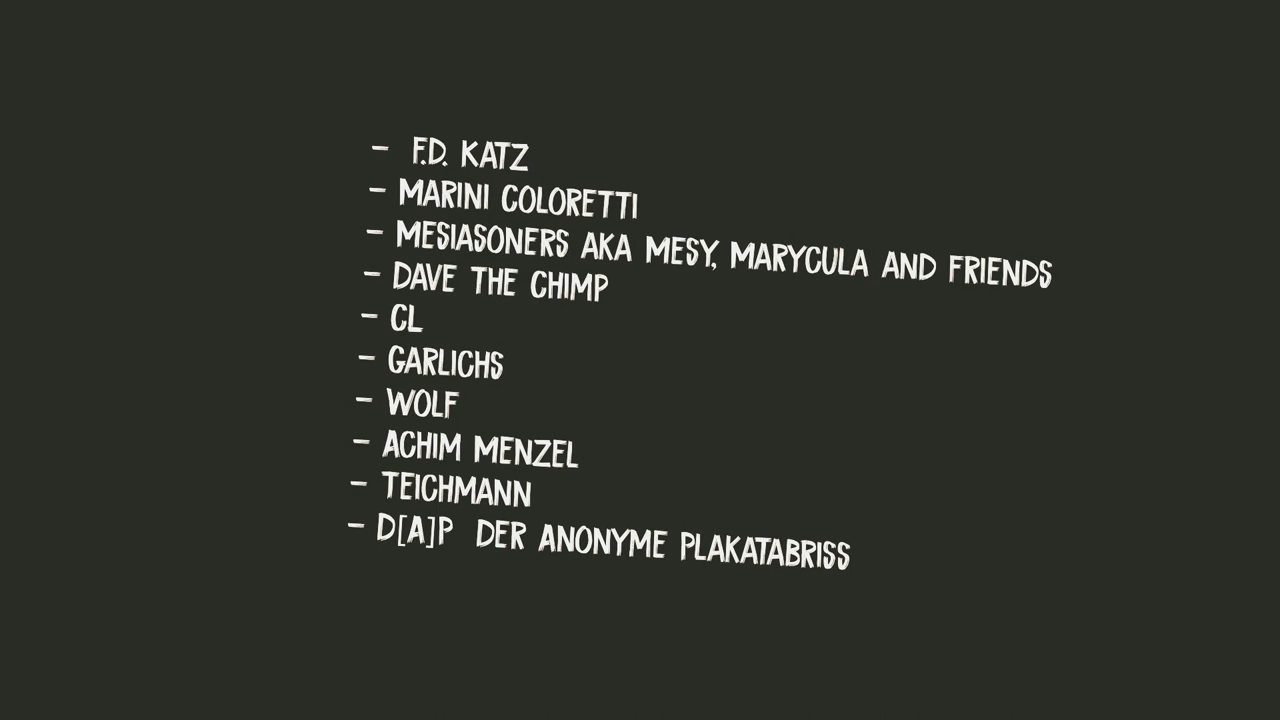 – F.D. KATZ
– MARINI COLORETTI
– MESIASONERS AKA MESY, MARYCULA AND FRIENDS
– DAVE THE CHIMP
– CL
– GARLICHS
– WOLF
– ACHIM MENZEL
– TEICHMANN
– D[A]P DER ANONYME PLAKATABRISS